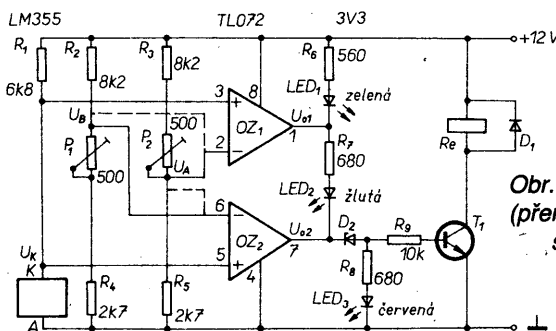 LM355 TL072 3V3
+12 V
R1 R2 R3 R6
6k8 8k2 8k2 560
LED1 zelená
3 + 8
UB OZ1 Uo1
P1 P2 500 2 - 1
500 UA
R7
680
Re D1
LED2 žlutá
Obr.
(přer
s
6 -
OZ2 Uo2 D2 R9 T1
UK 5 + 7 10k
K 4
R8
680
R4 R5
2k7 2k7
LED3 červená
A